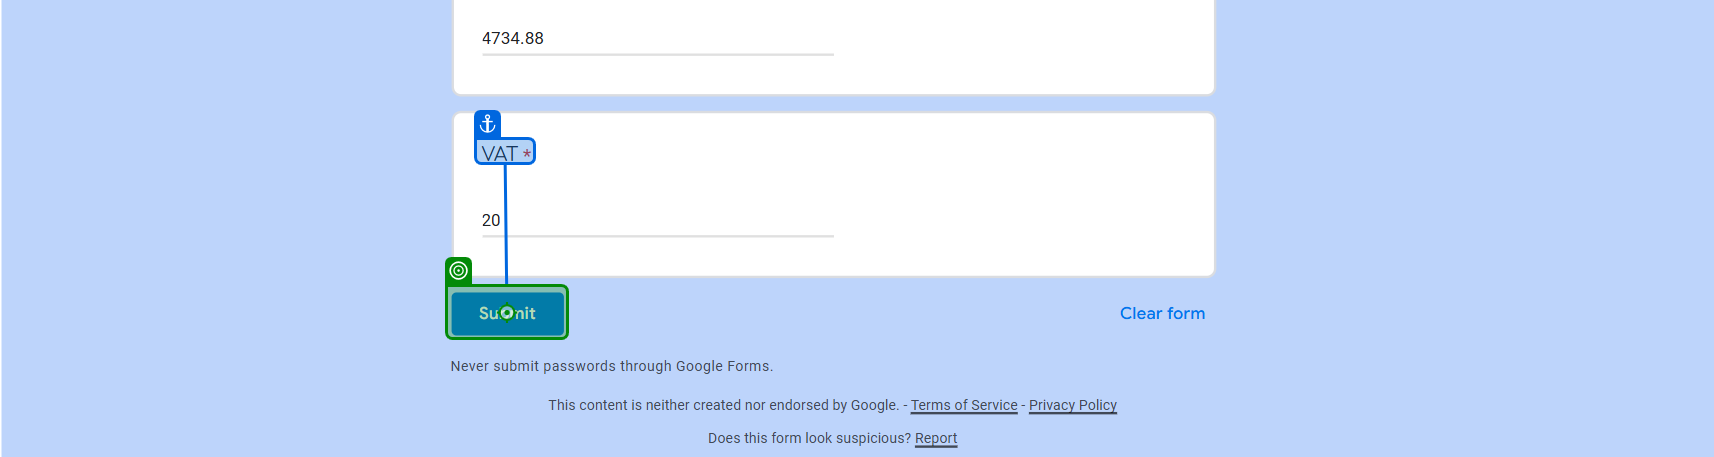 4734.88
VAT *
20
Submit
Clear form
Never submit passwords through Google Forms.
This content is neither created nor endorsed by Google. - Terms of Service - Privacy Policy
Does this form look suspicious? Report